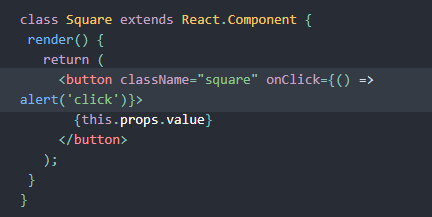 class Square extends React.Component {
 render() {
   return (
     <button className="square" onClick={() =>
alert('click')}>
       {this.props.value}
     </button>
   );
 }
}